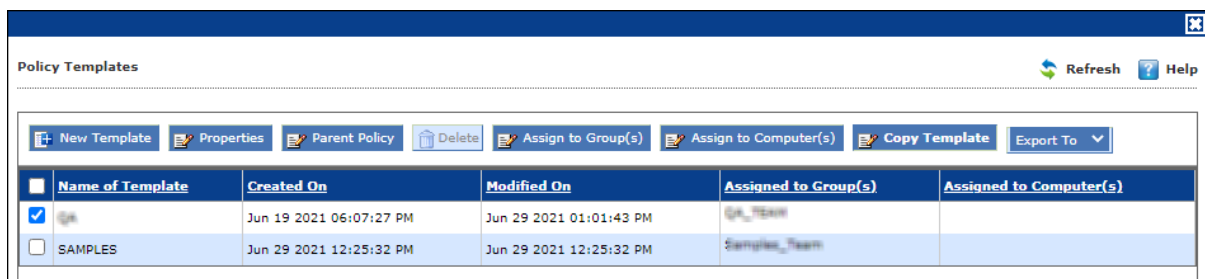 Policy Templates Refresh Help
New Template Properties Parent Policy Delete Assign to Group(s) Assign to Computer(s) Copy Template Export To
Name of Template Created On Modified On Assigned to Group(s) Assigned to Computer(s)
Jun 19 2021 06:07:27 PM Jun 29 2021 01:01:43 PM
SAMPLES Jun 29 2021 12:25:32 PM Jun 29 2021 12:25:32 PM